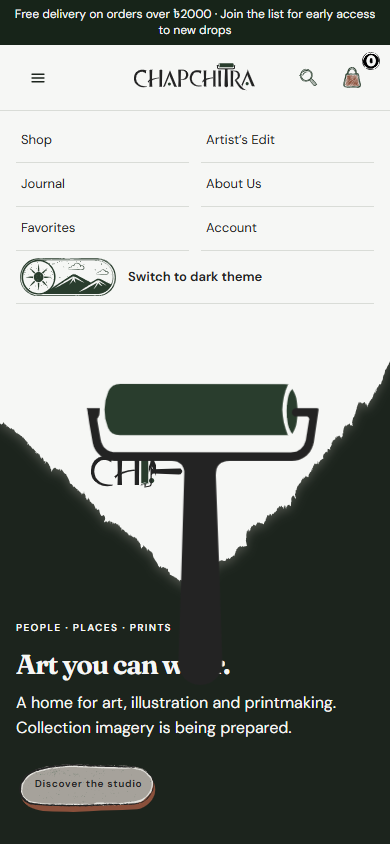 Free delivery on orders over ৳2000 · Join the list for early access
to new drops
CHAPCHITRA
0
Shop
Artist's Edit
Journal
About Us
Favorites
Account
Switch to dark theme
CH
PEOPLE · PLACES · PRINTS
Art you can
A home for art, illustration and printmaking.
Collection imagery is being prepared.
Discover the studio